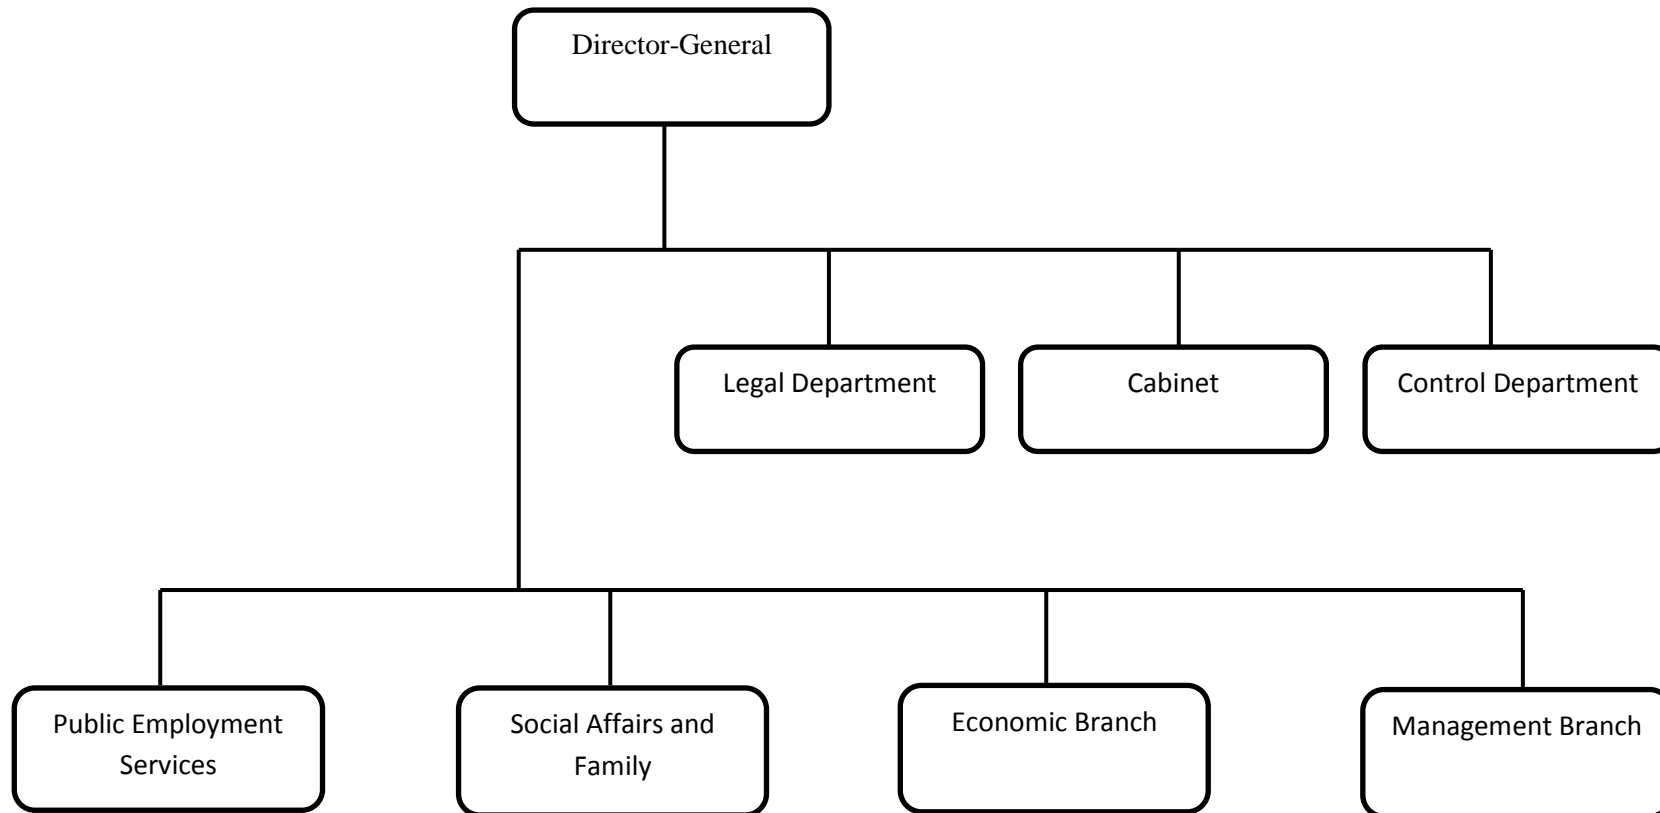 Director-General
Legal Department
Cabinet
Control Department
Public Employment
Services
Social Affairs and
Family
Economic Branch
Management Branch